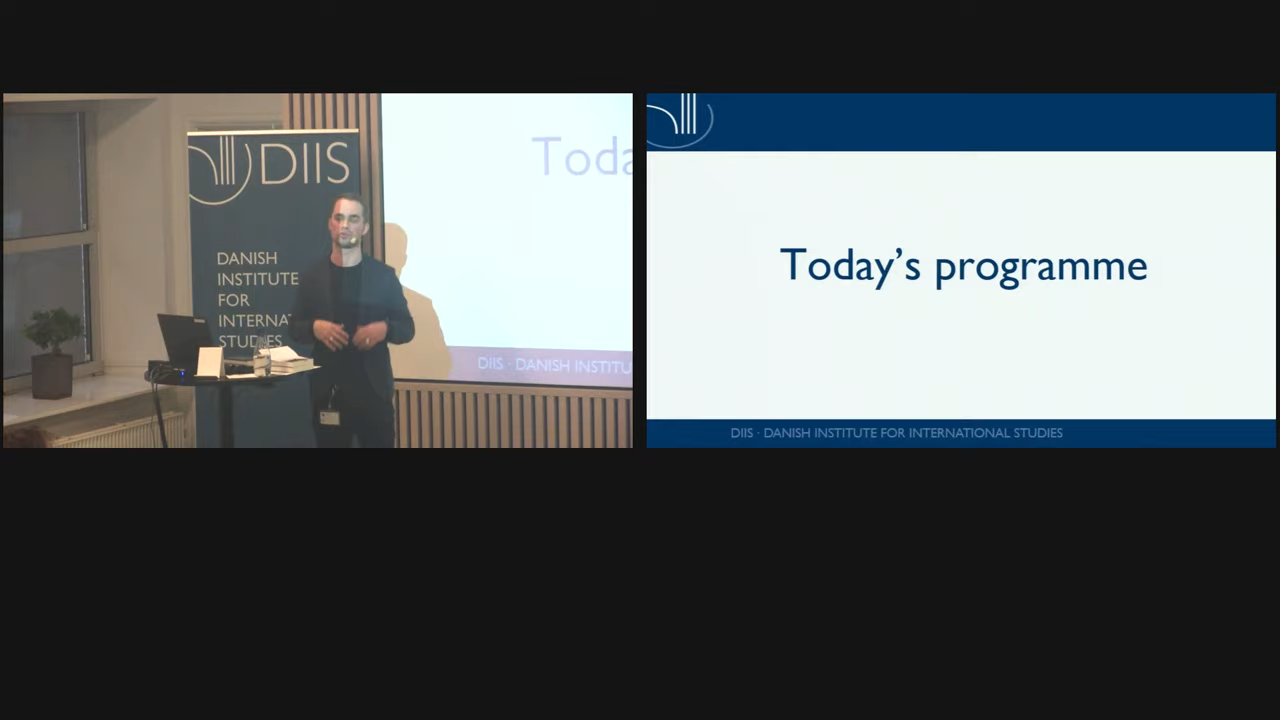 DIIS
DANISH
INSTITUTE
FOR
INTERNAT
STUDIES
Toda
DIIS · DANISH INSTITU
Today's programme
DIIS · DANISH INSTITUTE FOR INTERNATIONAL STUDIES